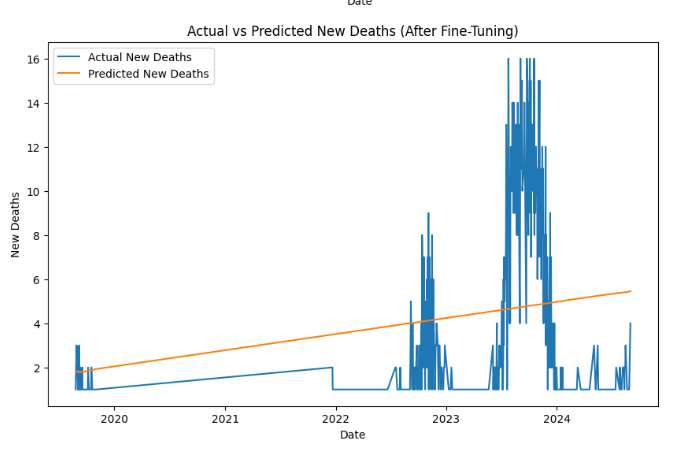 Date
Actual vs Predicted New Deaths (After Fine-Tuning)
Actual New Deaths
Predicted New Deaths
16
14
12
10
8
6
4
2
New Deaths
2020 2021 2022 2023 2024
Date